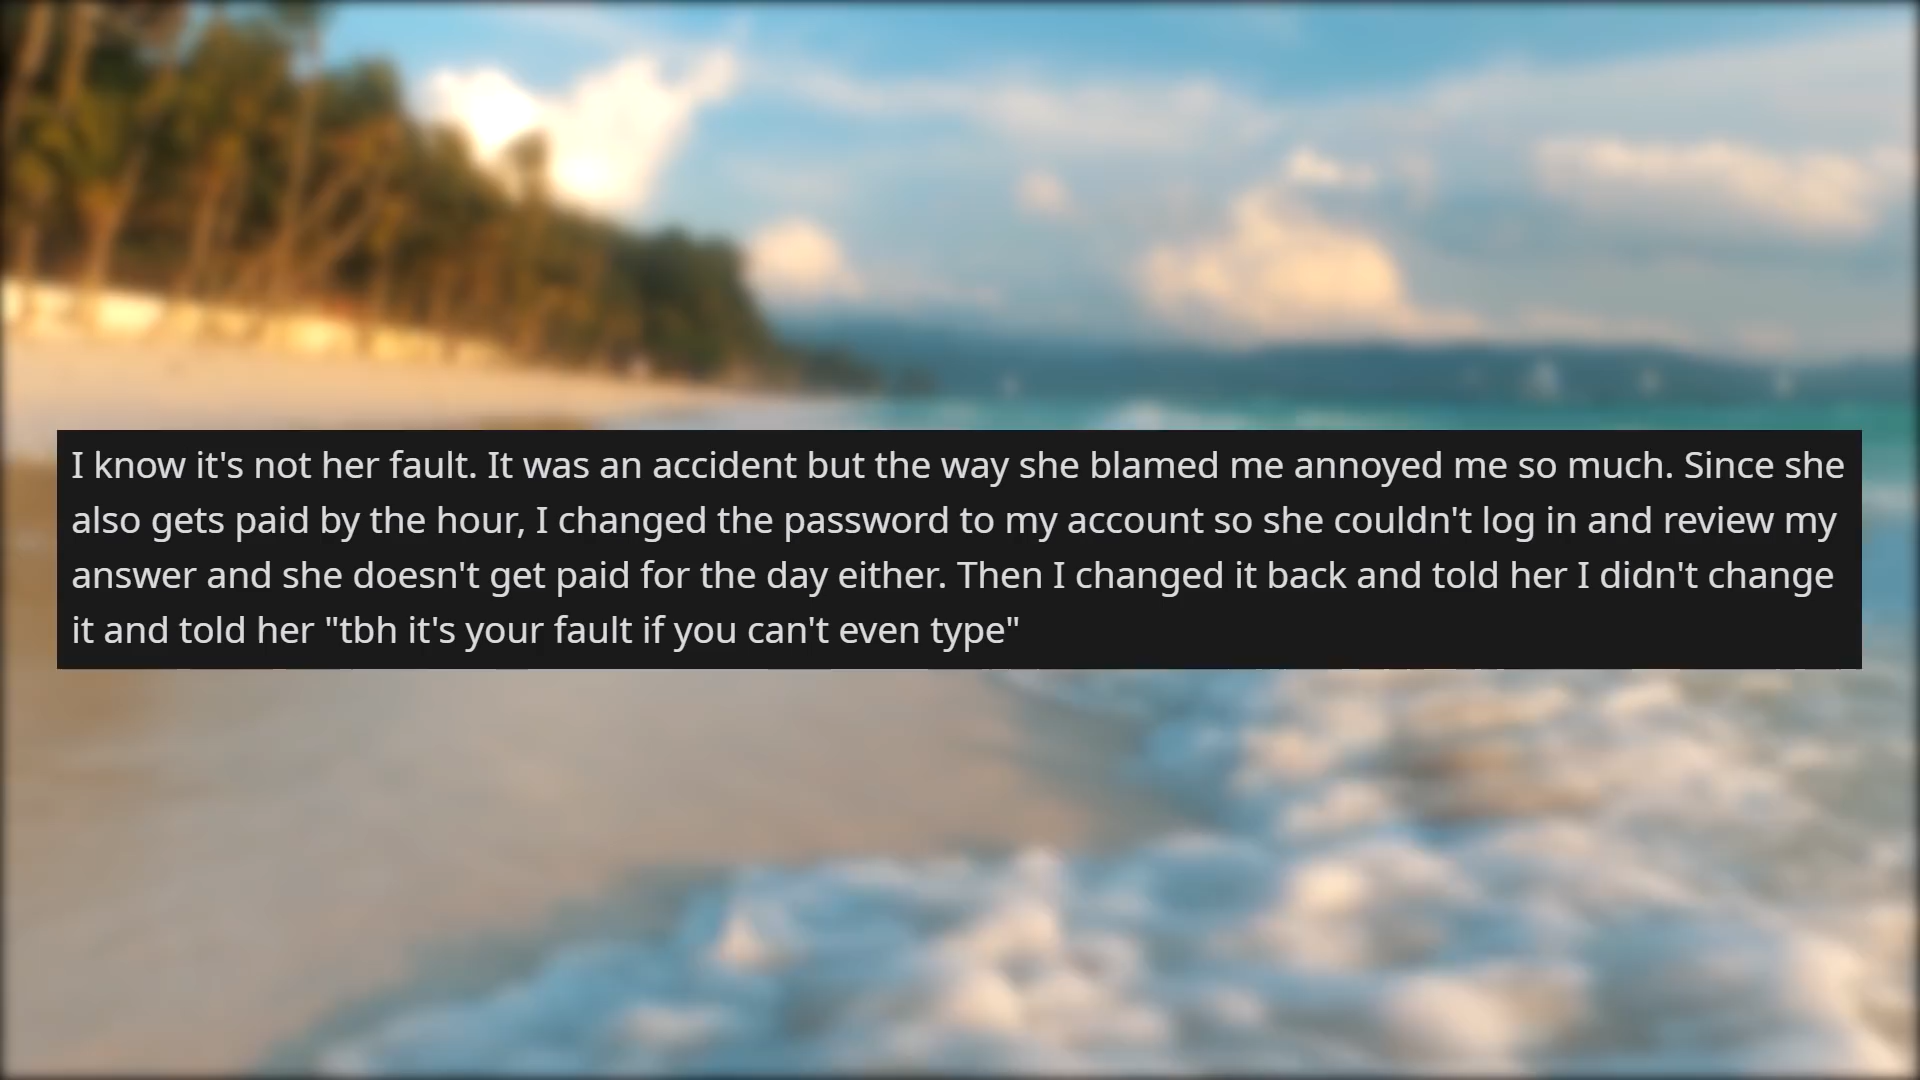 I know it's not her fault. It was an accident but the way she blamed me annoyed me so much. Since she
also gets paid by the hour, I changed the password to my account so she couldn't log in and review my
answer and she doesn't get paid for the day either. Then I changed it back and told her I didn't change
it and told her "tbh it's your fault if you can't even type"